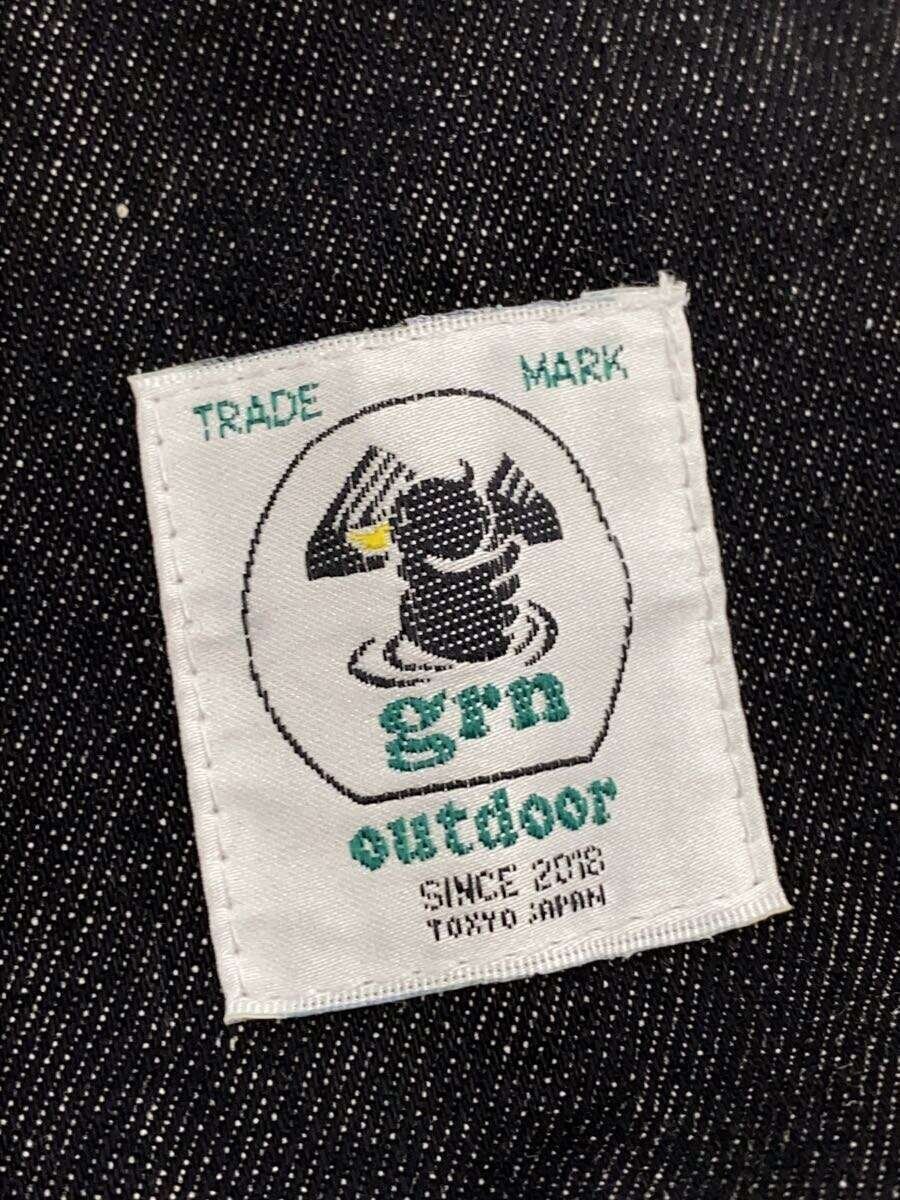 TRADE MARK
grn
outdoor
SINCE 2018
TOKYO JAPAN